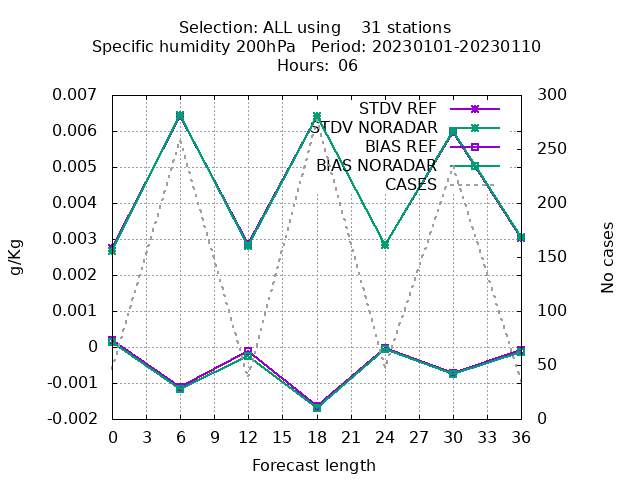 Selection: ALL using    31 stations
Specific humidity 200hPa   Period: 20230101-20230110
Hours: 06
g/Kg
0.007
0.006
0.005
0.004
0.003
0.002
0.001
0
-0.001
-0.002
STDV REF
STDV NORADAR
BIAS REF
BIAS NORADAR
CASES
300
250
200
150
100
50
0
No cases
0 3 6 9 12 15 18 21 24 27 30 33 36
Forecast length